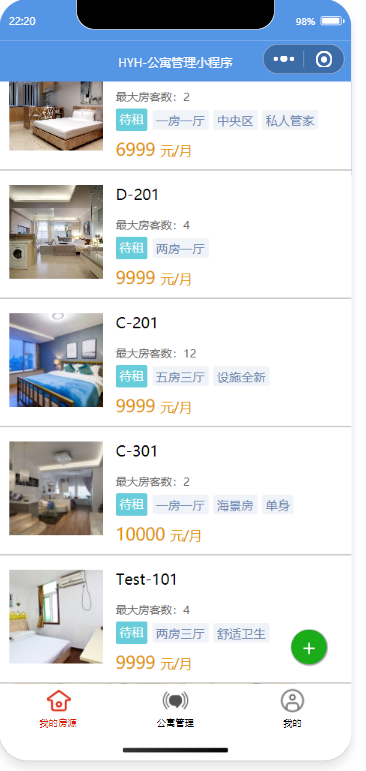 22:20 98%
HYH-公寓管理小程序
最大房客数：2
待租 一房一厅 中央区 私人管家
6999 元/月
D-201
最大房客数：4
待租 两房一厅
9999 元/月
C-201
最大房客数：12
待租 五房三厅 设施全新
9999 元/月
C-301
最大房客数：2
待租 一房一厅 海景房 单身
10000 元/月
Test-101
最大房客数：4
待租 两房三厅 舒适卫生
9999 元/月
+
我的房源 公寓管理 我的